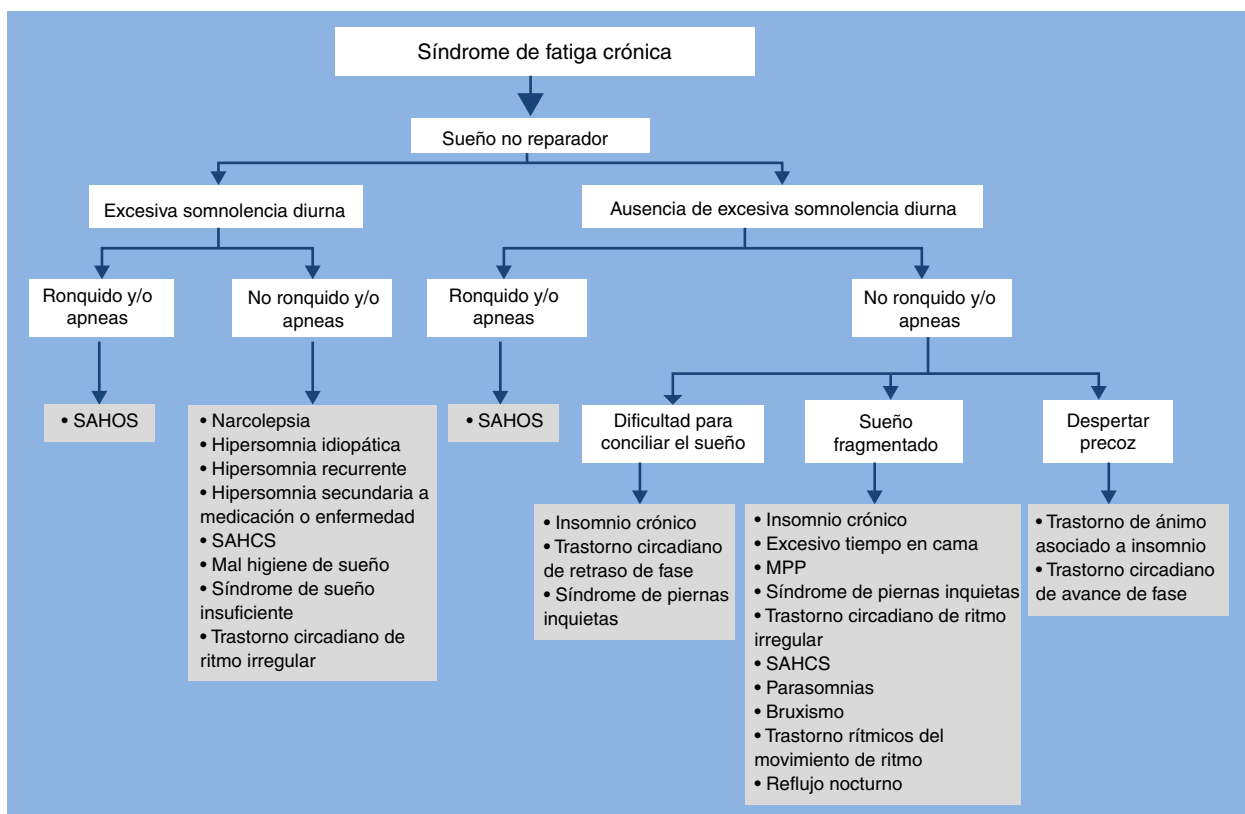 Síndrome de fatiga crónica
Sueño no reparador
Excesiva somnolencia diurna
Ausencia de excesiva somnolencia diurna
Ronquido y/o
apneas
No ronquido y/o
apneas
Ronquido y/o
apneas
No ronquido y/o
apneas
• SAHOS
• Narcolepsia
• Hipersomnia idiopática
• Hipersomnia recurrente
• Hipersomnia secundaria a
medicación o enfermedad
• SAHCS
• Mal higiene de sueño
• Síndrome de sueño
insuficiente
• Trastorno circadiano de
ritmo irregular
• SAHOS
Dificultad para
conciliar el sueño
Sueño
fragmentado
Despertar
precoz
• Insomnio crónico
• Trastorno circadiano
de retraso de fase
• Síndrome de piernas
inquietas
• Insomnio crónico
• Excesivo tiempo en cama
• MPP
• Síndrome de piernas inquietas
• Trastorno circadiano de ritmo
irregular
• SAHCS
• Parasomnias
• Bruxismo
• Trastorno rítmicos del
movimiento de ritmo
• Reflujo nocturno
• Trastorno de ánimo
asociado a insomnio
• Trastorno circadiano
de avance de fase